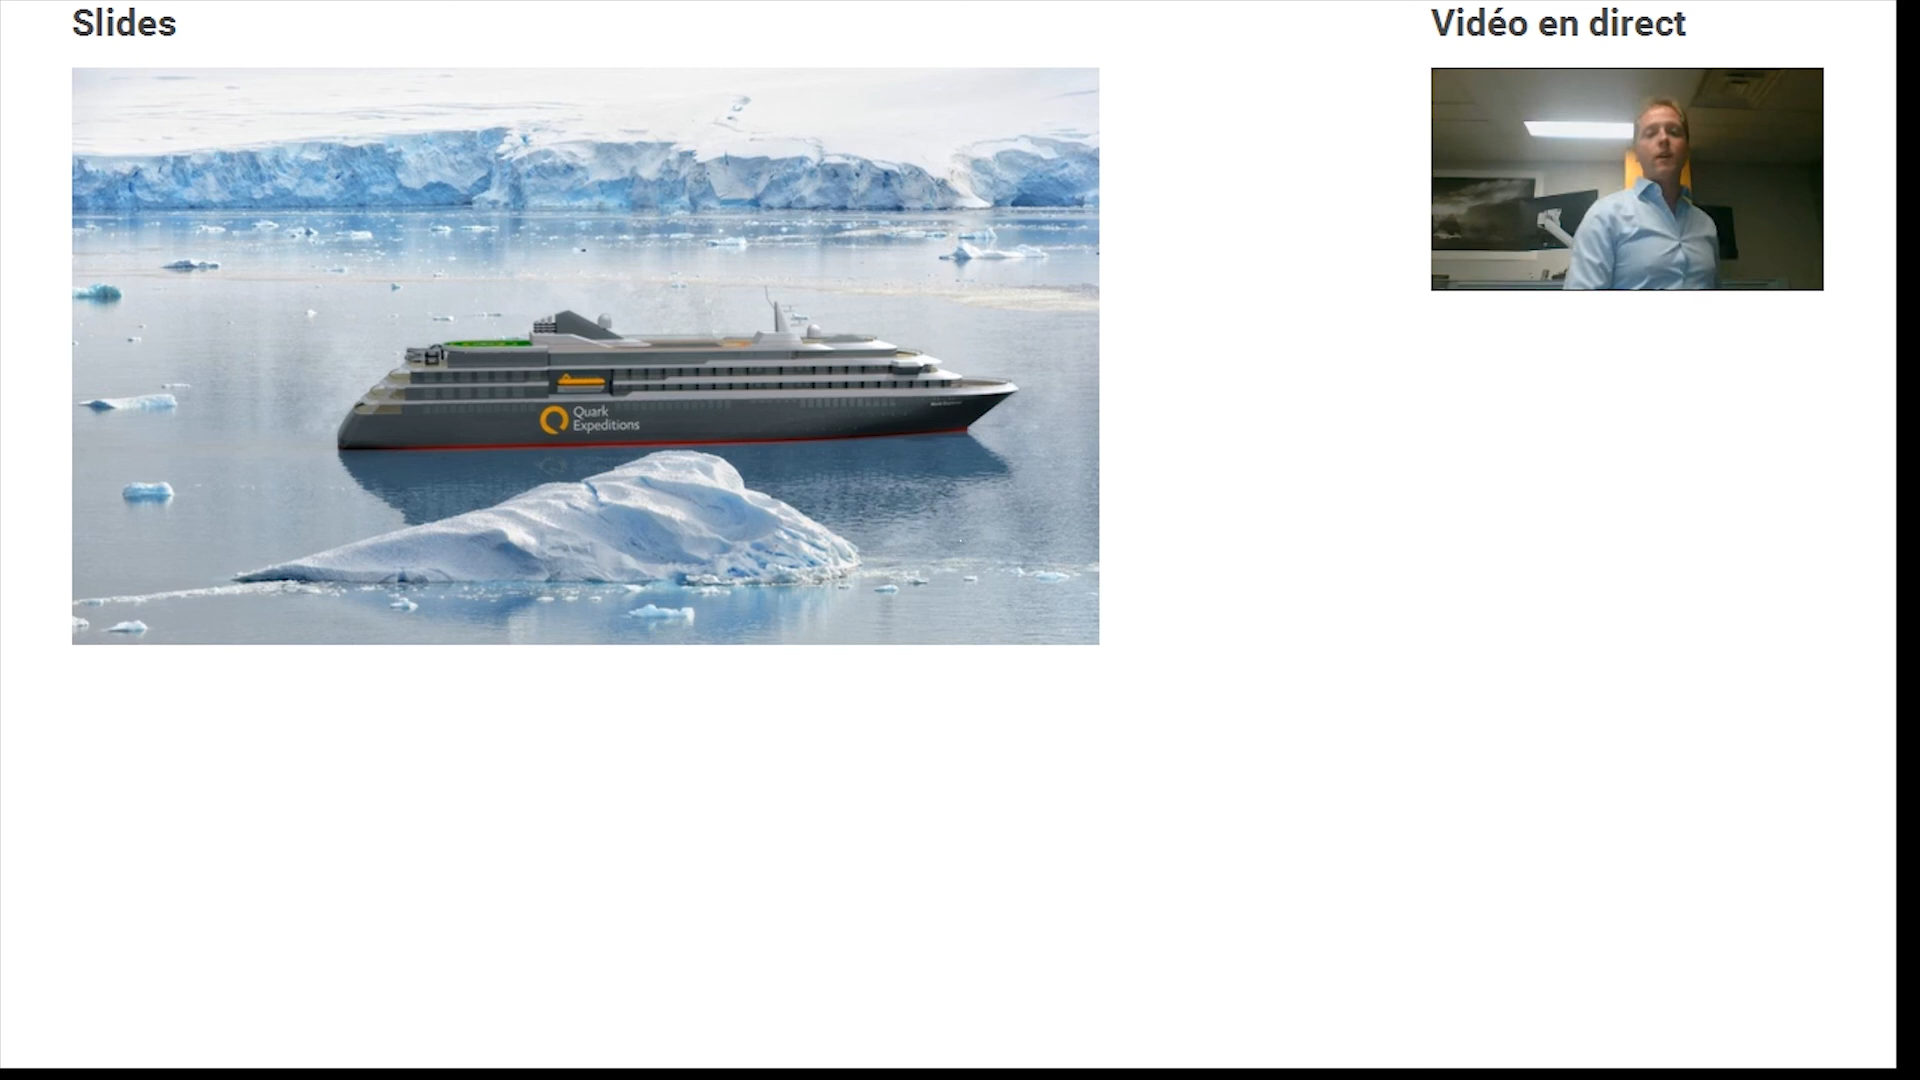 Slides
Vidéo en direct
Quark
Expeditions